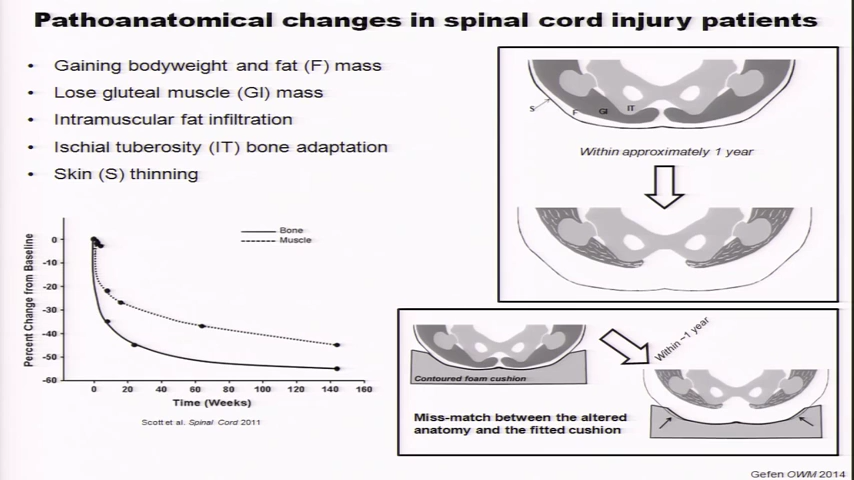 Pathoanatomical changes in spinal cord injury patients
• Gaining bodyweight and fat (F) mass
• Lose gluteal muscle (Gl) mass
• Intramuscular fat infiltration
• Ischial tuberosity (IT) bone adaptation
• Skin (S) thinning
S
F
Gl
IT
Within approximately 1 year
Bone
Muscle
Percent Change from Baseline
0
-10
-20
-30
-40
-50
-60
0 20 40 60 80 100 120 140 160
Time (Weeks)
Scott et al. Spinal Cord 2011
Contoured foam cushion
Within ~1 year
Miss-match between the altered
anatomy and the fitted cushion
Gefen OWM 2014